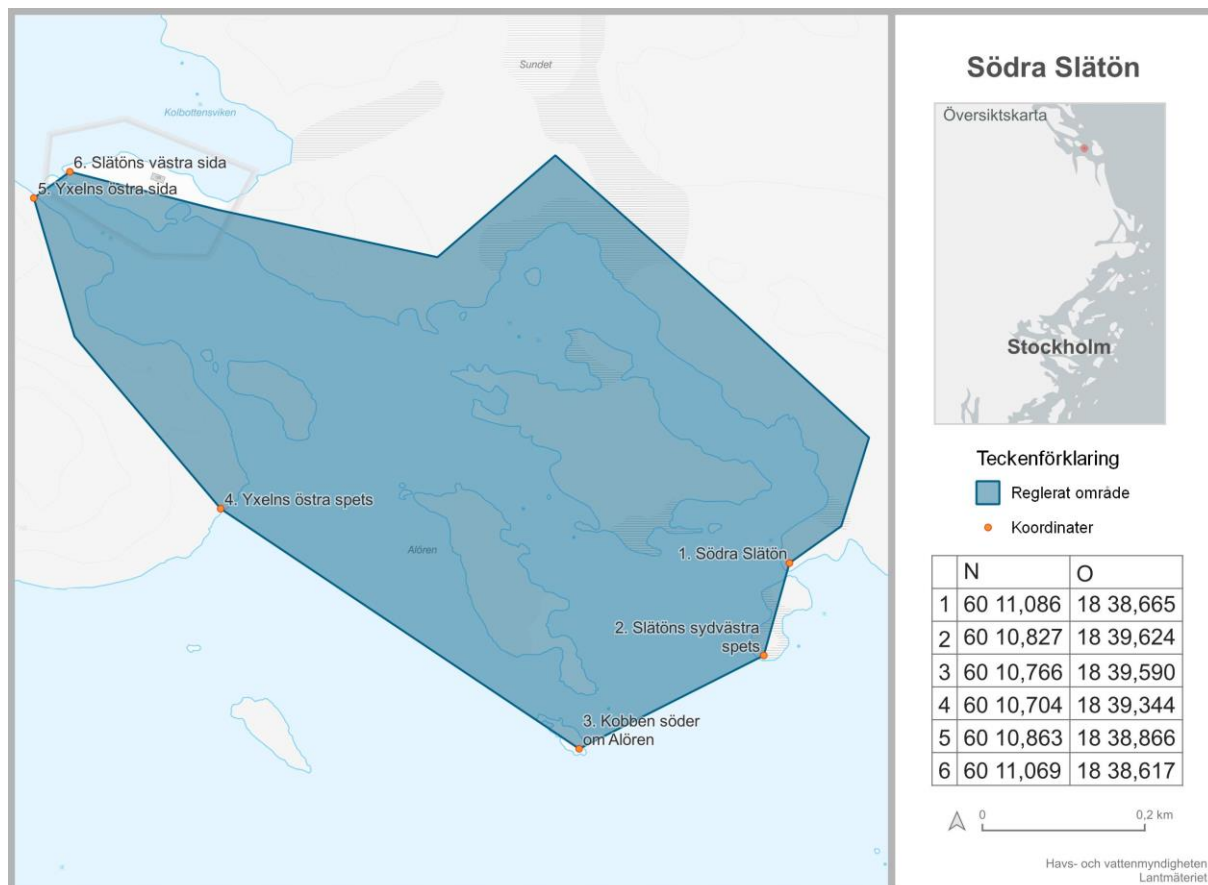 Sundet
Kolbottensviken
6. Slätöns västra sida
5. Yxelns östra sida
4. Yxelns östra spets
Alören
1. Södra Slätön
2. Slätöns sydvästra
spets
3. Kobben söder
om Alören
Södra Slätön
Översiktskarta
Stockholm
Teckenförklaring
Reglerat område
Koordinater
N O
1 60 11,086 18 38,665
2 60 10,827 18 39,624
3 60 10,766 18 39,590
4 60 10,704 18 39,344
5 60 10,863 18 38,866
6 60 11,069 18 38,617
0 0,2 km
Havs- och vattenmyndigheten
Lantmäteriet